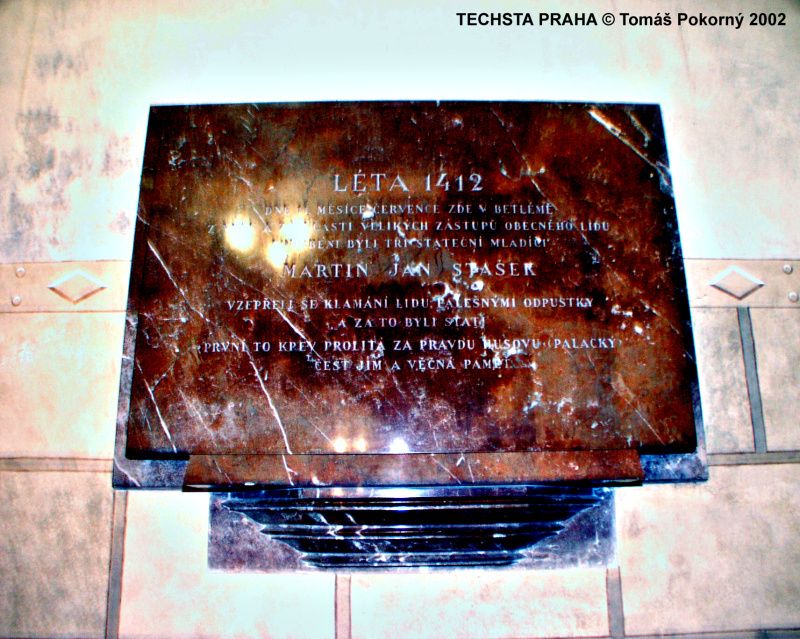 TECHSTA PRAHA © Tomáš Pokorný 2002
LÉTA 1412
DNE MĚSÍCE ČERVENCE ZDE V BETLÉMĚ
Z VELIKÝCH ZÁSTUPŮ OBECNÉHO LIDU
BYLI TŘI STATEČNÍ MLÁDÍCI
MARTIN JAN STAŠEK
VZEPŘELI SE KLAMÁNÍ LIDU FALEŠNÝMI ODPUSTKY
A ZA TO BYLI STATI
PRVNÍ TO KREV PROLITÁ ZA PRAVDU HUSOVU (PALACKÝ)
ČEST JIM A VĚČNÁ PAMĚŤ